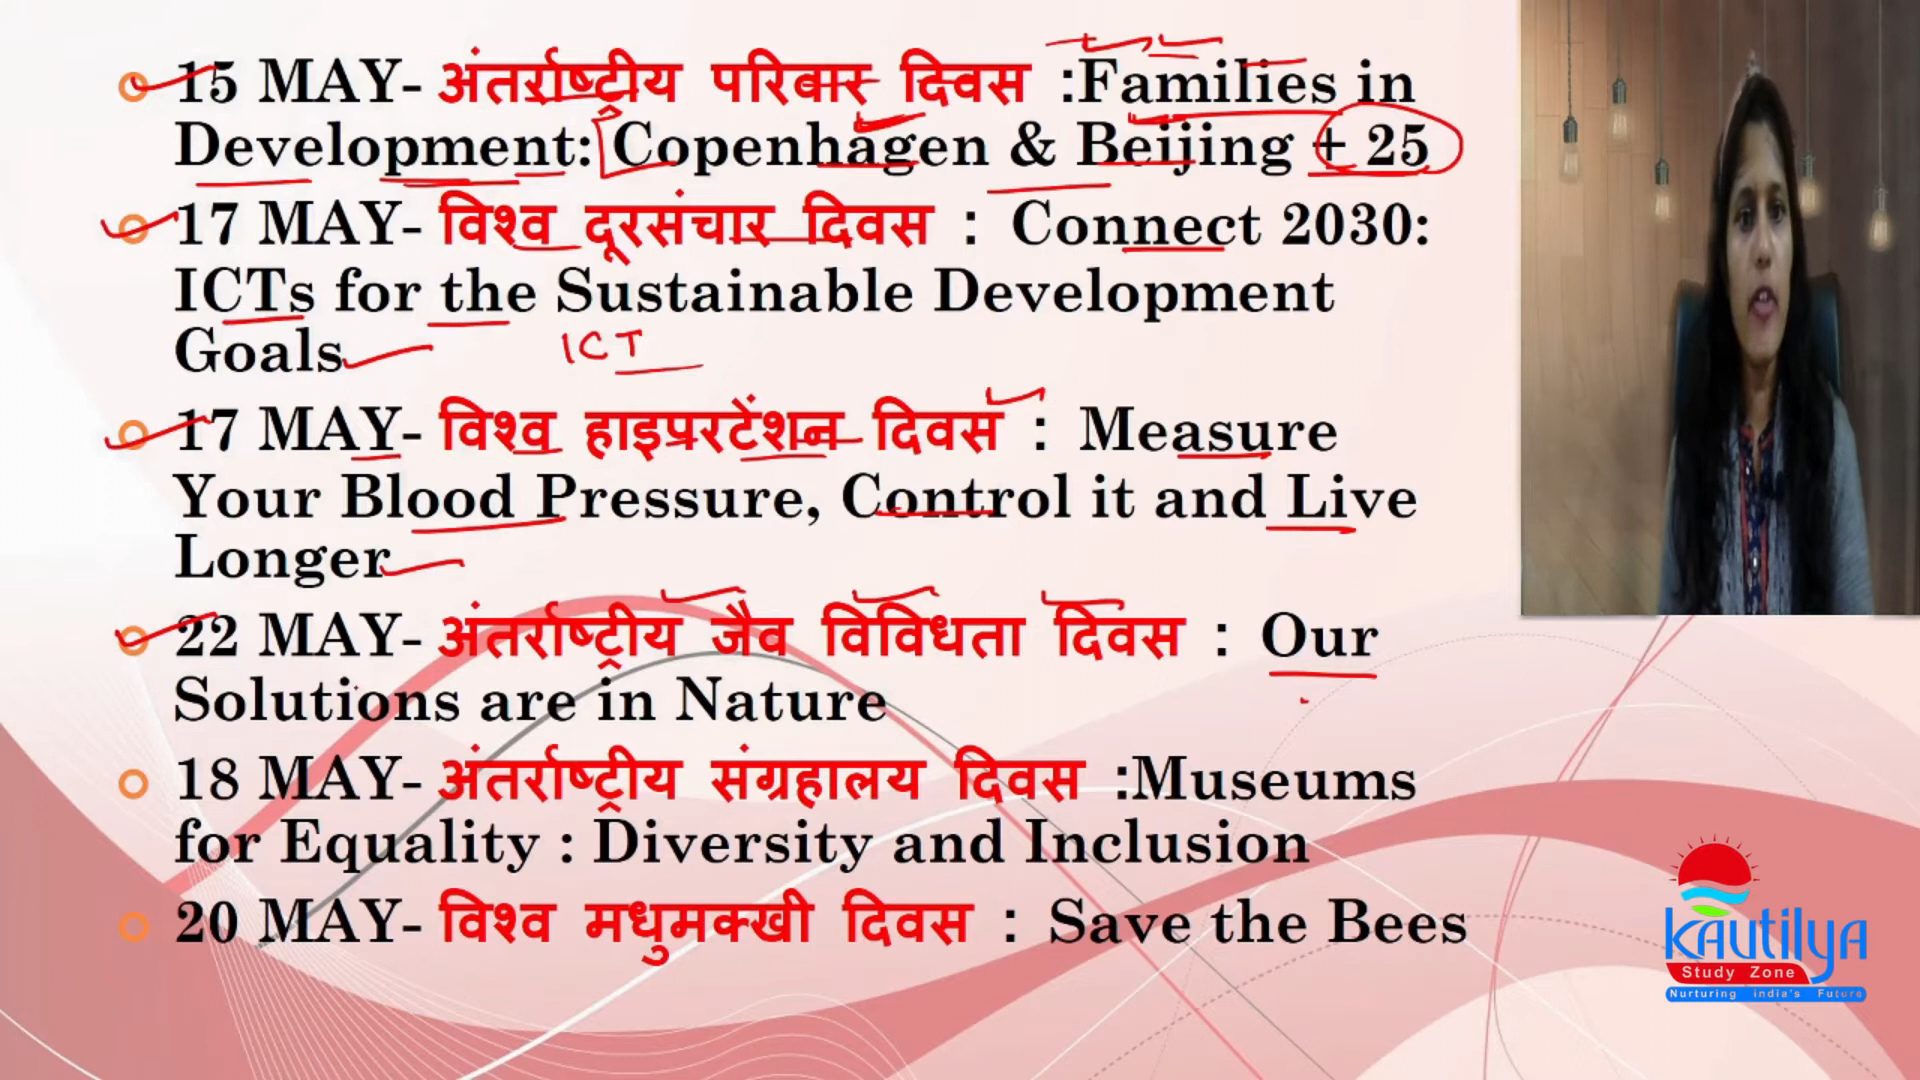 15 MAY- अंतर्राष्ट्रीय परिवार दिवस :Families in
Development: Copenhagen & Beijing + 25
17 MAY- विश्व दूरसंचार दिवस : Connect 2030:
ICTs for the Sustainable Development
Goals
ICT
17 MAY- विश्व हाइपरटेंशन दिवस : Measure
Your Blood Pressure, Control it and Live
Longer
22 MAY- अंतर्राष्ट्रीय जैव विविधता दिवस : Our
Solutions are in Nature
18 MAY- अंतर्राष्ट्रीय संग्रहालय दिवस :Museums
for Equality : Diversity and Inclusion
20 MAY- विश्व मधुमक्खी दिवस : Save the Bees
Kautilya
Study Zone
Nurturing india's Future